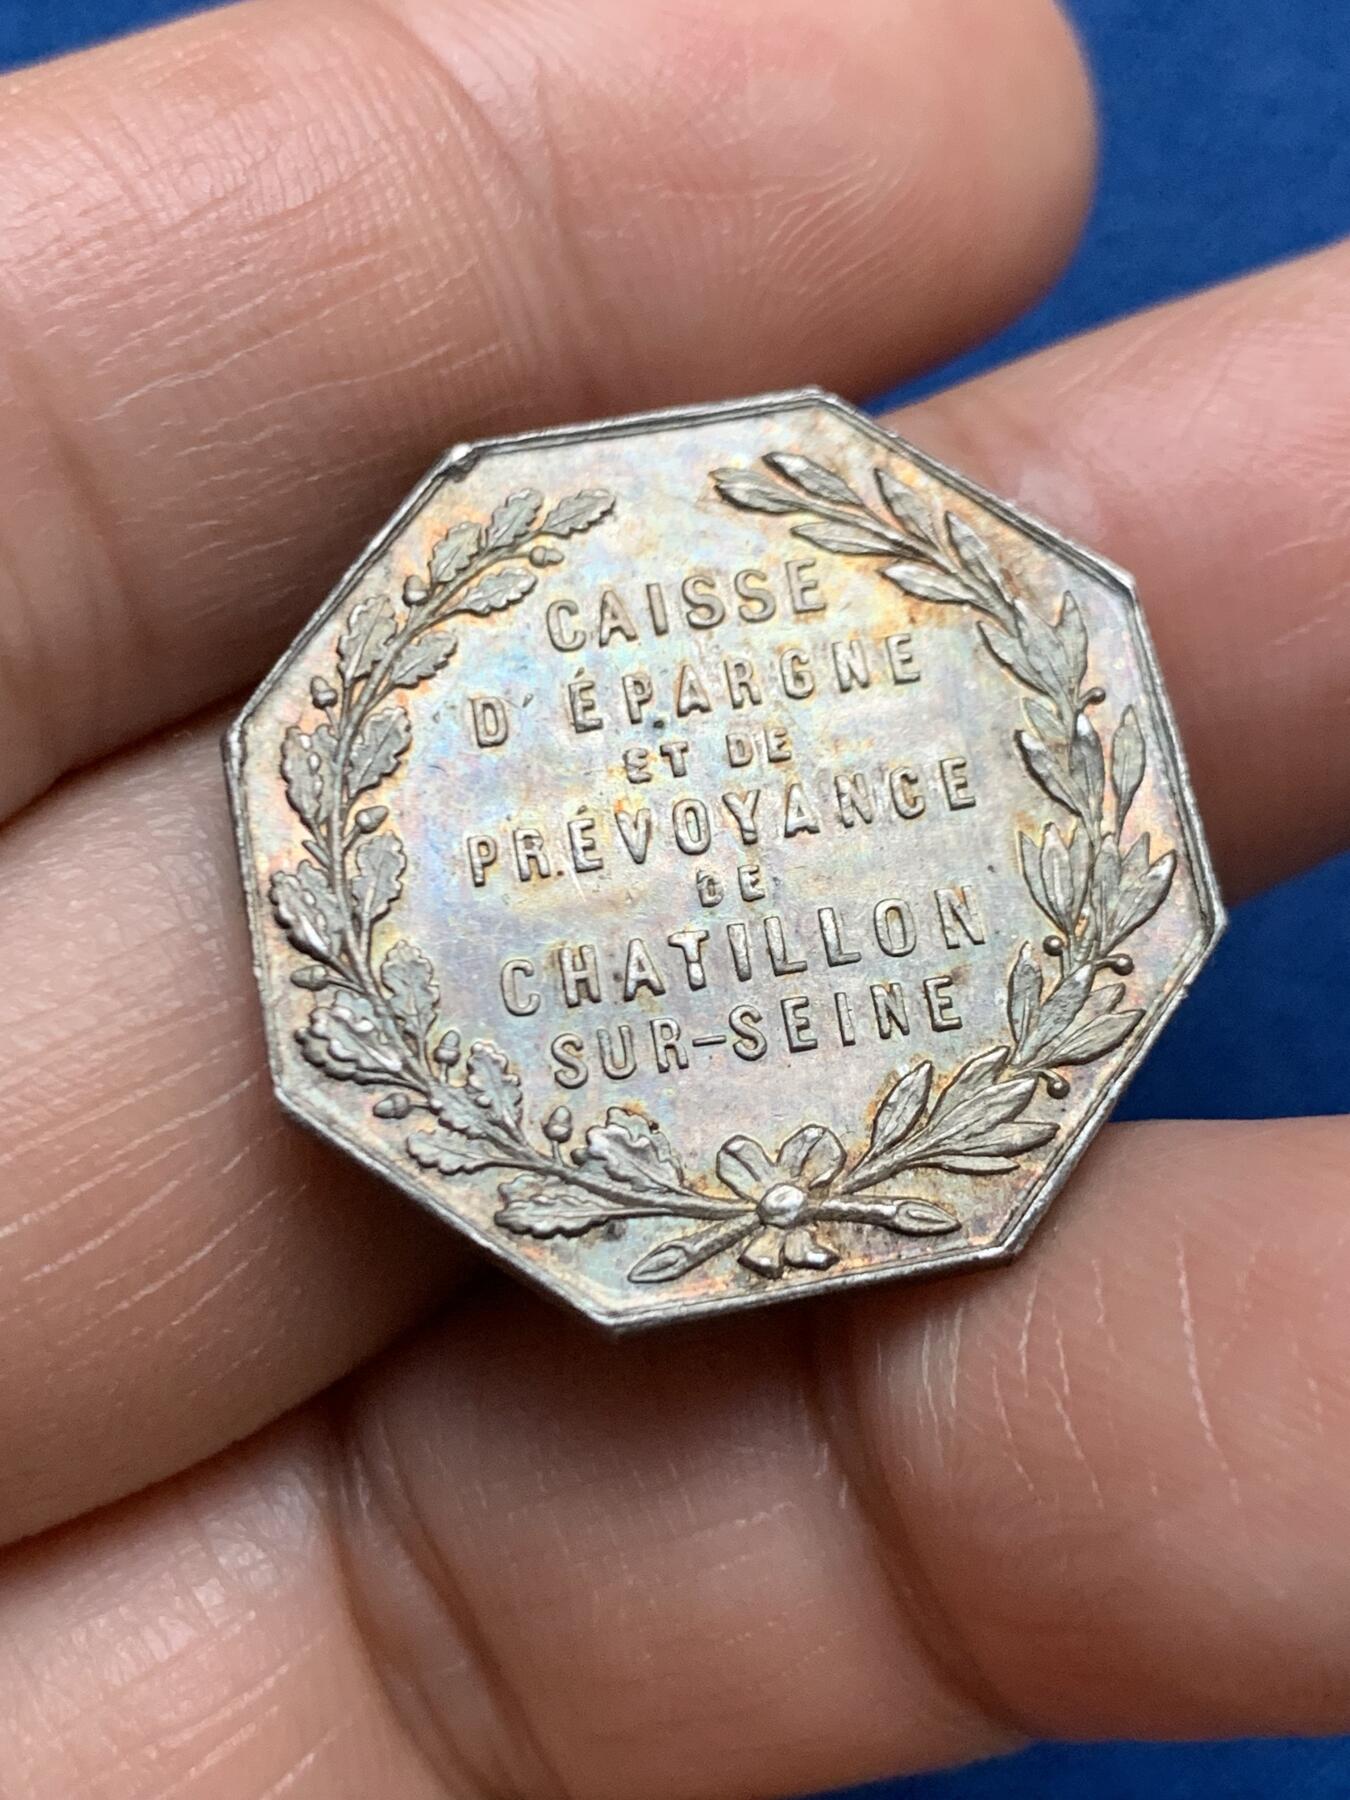 CAISSE
D'ÉPARGNE
ET DE
PRÉVOYANCE
DE
CHATILLON
SUR-SEINE